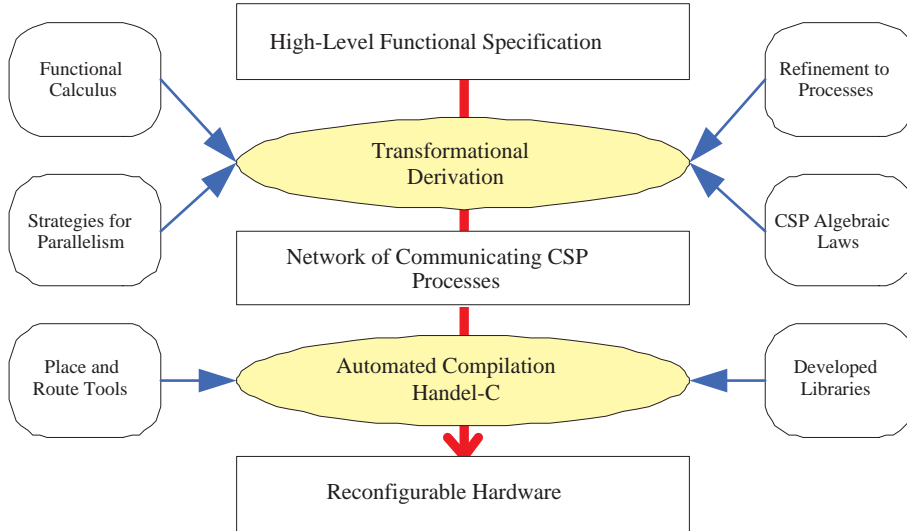 High-Level Functional Specification
Functional
Calculus
Refinement to
Processes
Transformational
Derivation
Strategies for
Parallelism
CSP Algebraic
Laws
Network of Communicating CSP
Processes
Place and
Route Tools
Automated Compilation
Handel-C
Developed
Libraries
Reconfigurable Hardware